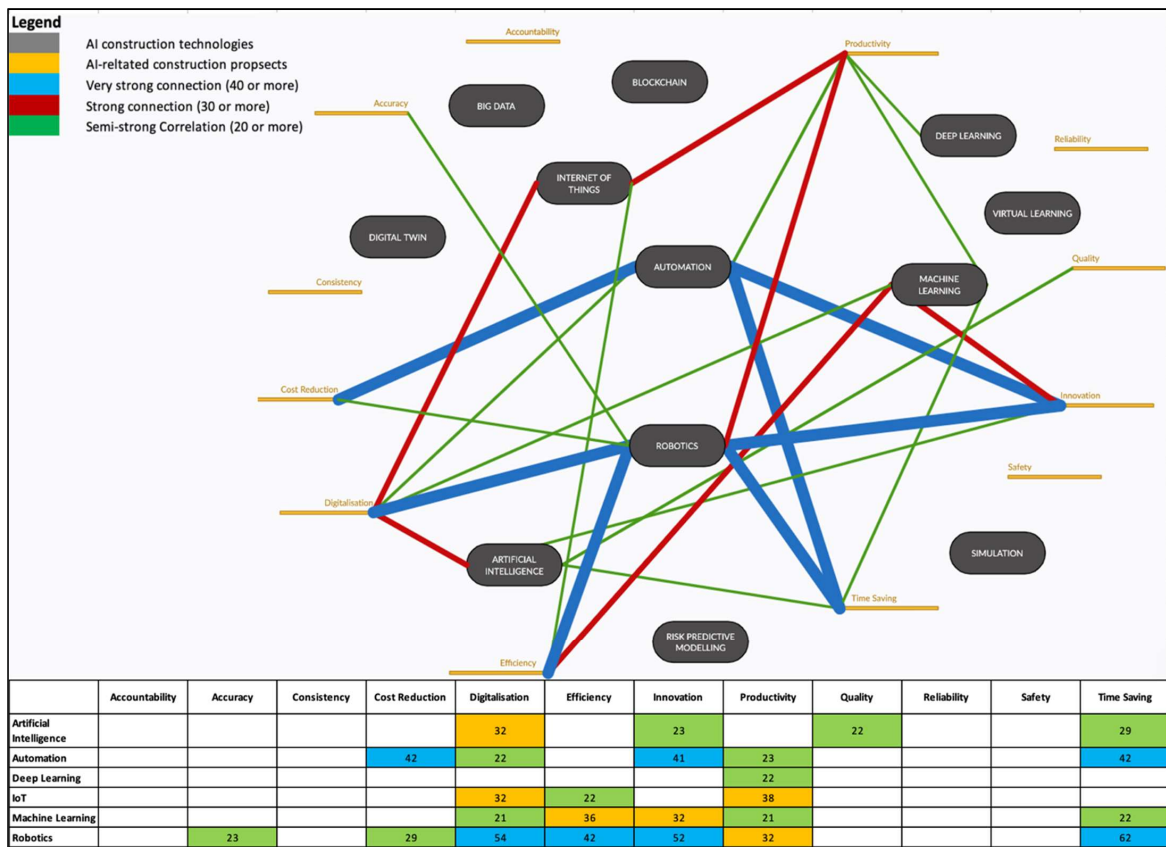 Legend
AI construction technologies
AI-reltated construction propsects
Very strong connection (40 or more)
Strong connection (30 or more)
Semi-strong Correlation (20 or more)
Accountability
Productivity
BLOCKCHAIN
BIG DATA
Accuracy
DEEP LEARNING
Reliability
INTERNET OF
THINGS
VIRTUAL LEARNING
DIGITAL TWIN
Quality
AUTOMATION
MACHINE
LEARNING
Consistency
Cost Reduction
Innovation
ROBOTICS
Safety
Digitalisation
ARTIFICIAL
INTELLIGENCE
SIMULATION
Time Saving
RISK PREDICTIVE
MODELLING
Efficiency
Accountability Accuracy Consistency Cost Reduction Digitalisation Efficiency Innovation Productivity Quality Reliability Safety Time Saving
Artificial
Intelligence 32 23 22 29
Automation 42 22 41 23 42
Deep Learning 22
IoT 32 22 38
Machine Learning 21 36 32 21 22
Robotics 23 29 54 42 52 32 62